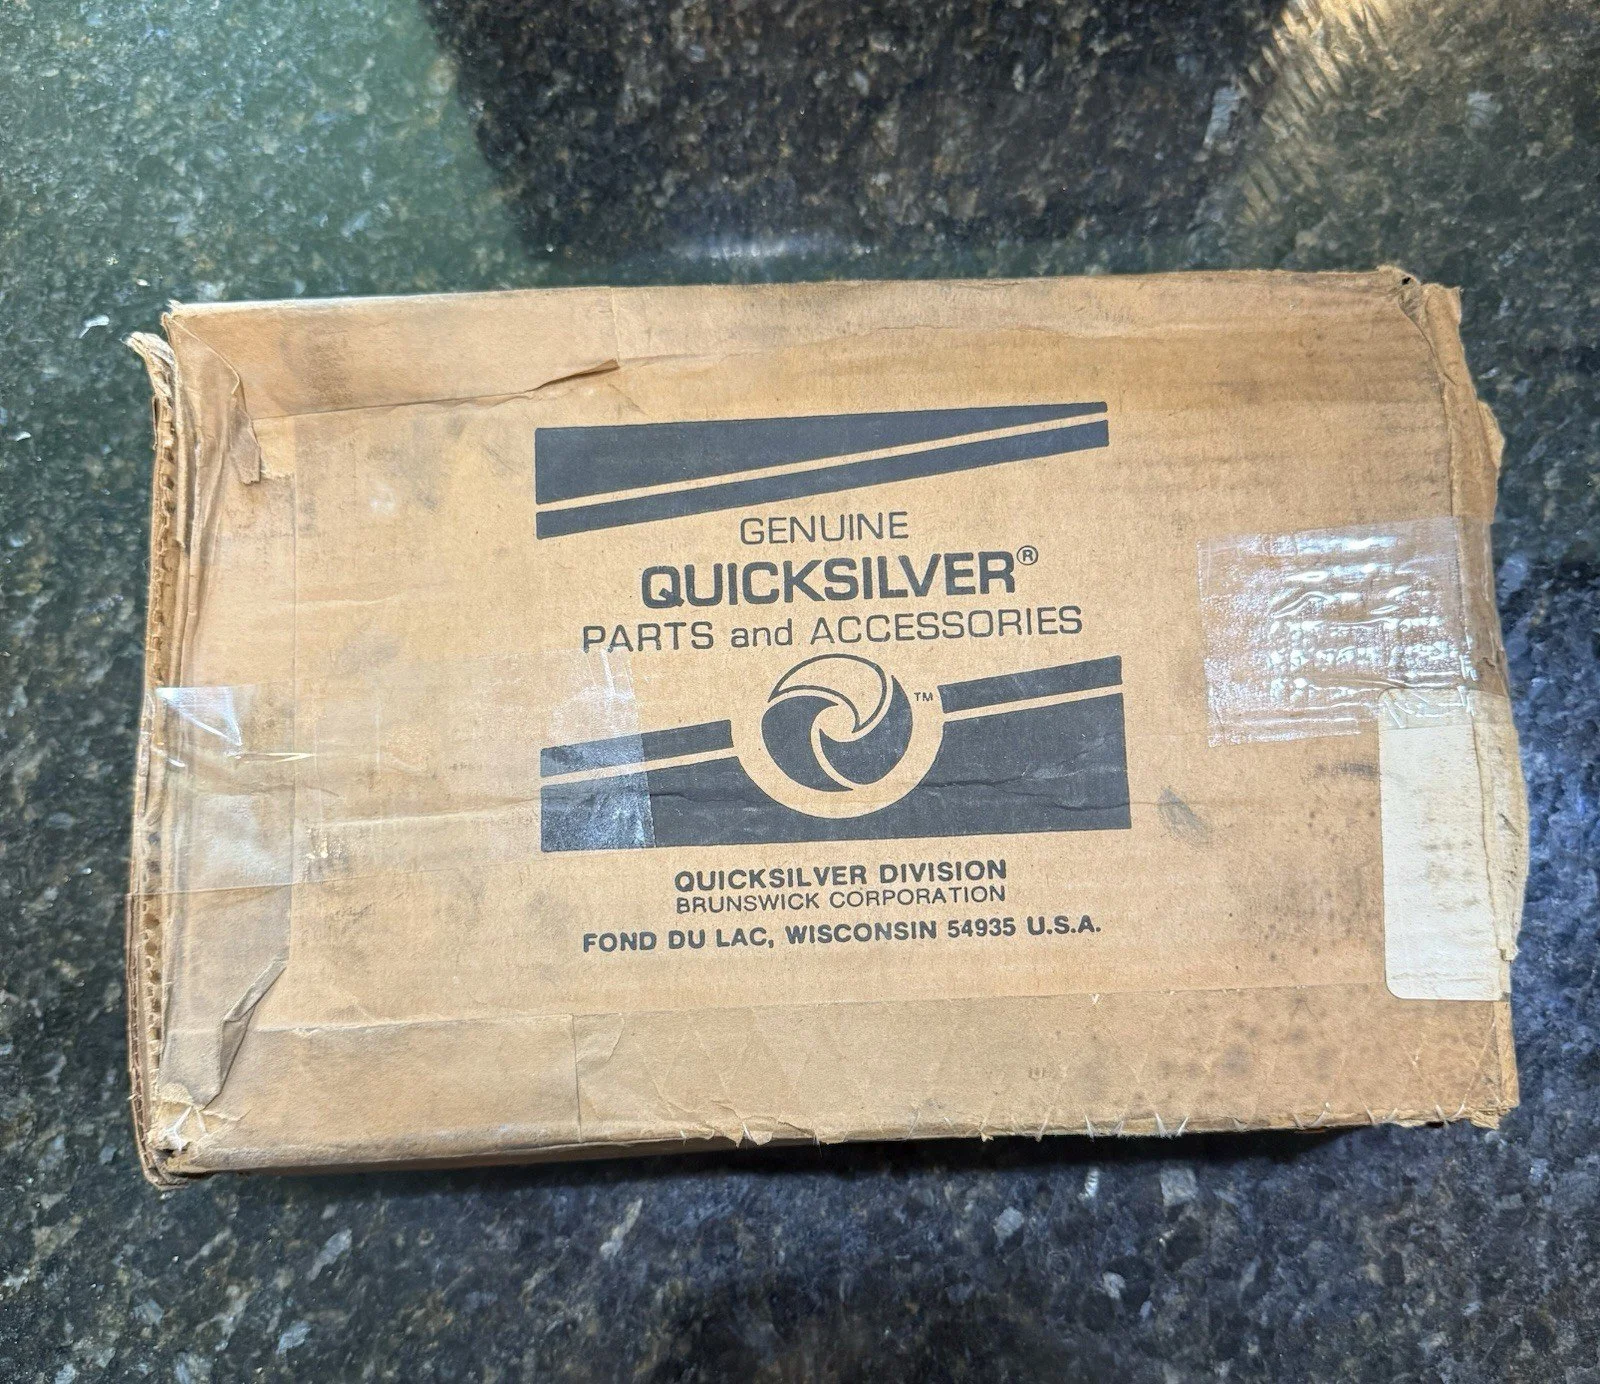 GENUINE
QUICKSILVER®
PARTS and ACCESSORIES
TM
QUICKSILVER DIVISION
BRUNSWICK CORPORATION
FOND DU LAC, WISCONSIN 54935 U.S.A.